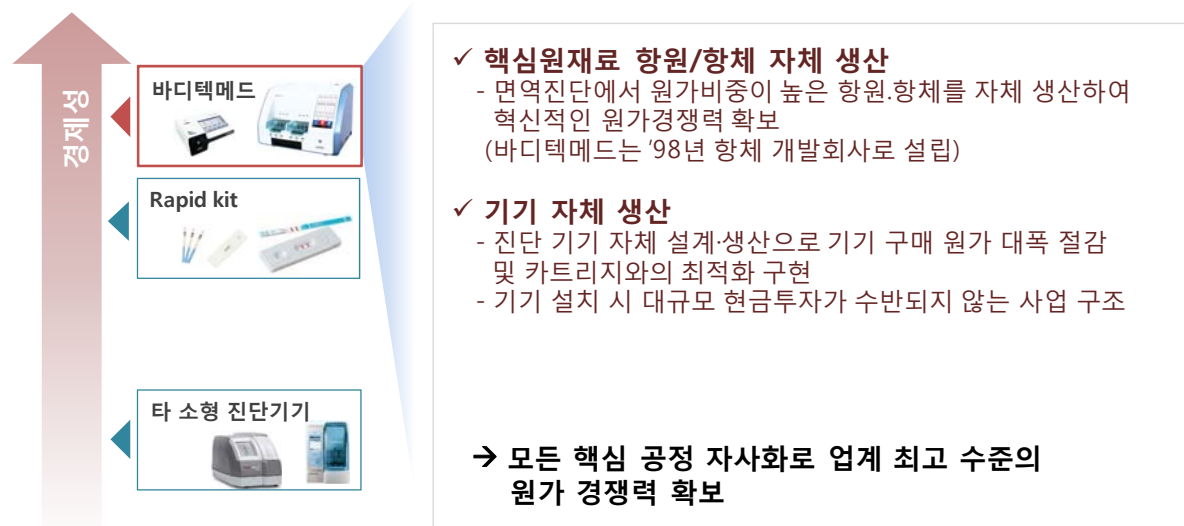 경제성
바디텍메드
Rapid kit
타 소형 진단기기
✓ 핵심원재료 항원/항체 자체 생산
- 면역진단에서 원가비중이 높은 항원.항체를 자체 생산하여
혁신적인 원가경쟁력 확보
(바디텍메드는 '98년 항체 개발회사로 설립)
✓ 기기 자체 생산
- 진단 기기 자체 설계·생산으로 기기 구매 원가 대폭 절감
및 카트리지와의 최적화 구현
- 기기 설치 시 대규모 현금투자가 수반되지 않는 사업 구조
→ 모든 핵심 공정 자사화로 업계 최고 수준의
원가 경쟁력 확보